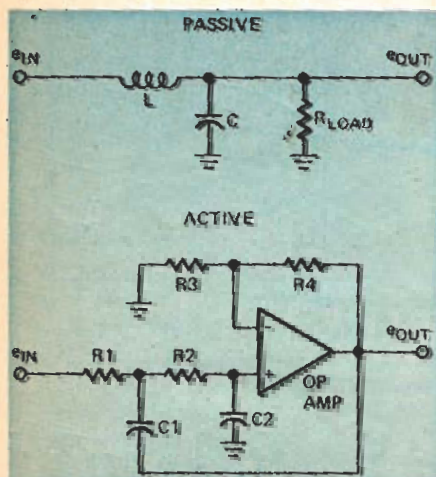 PASSIVE
eIN
eOUT
L
C
RLOAD
ACTIVE
R3
R4
eIN
R1
R2
eOUT
OP
AMP
C1
C2